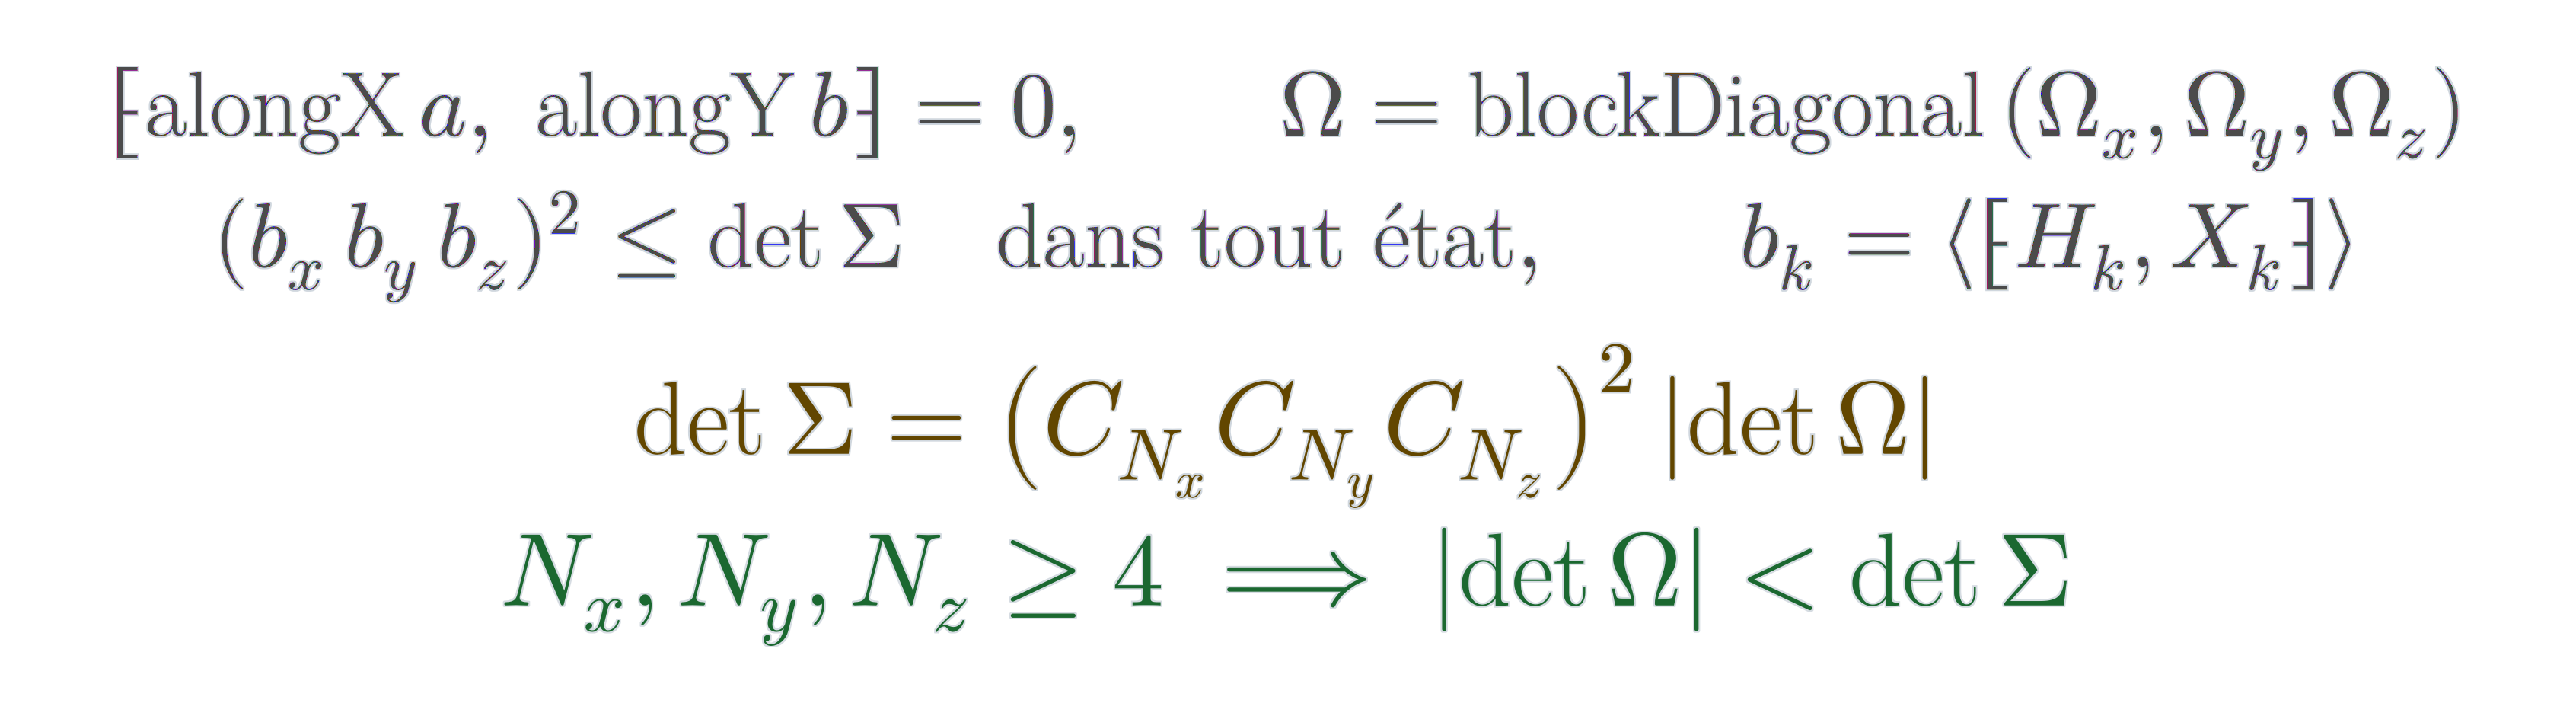 ⁅alongX a, alongY b⁆ = 0, Ω = blockDiagonal (Ω_x, Ω_y, Ω_z)
(b_x b_y b_z)² ≤ det Σ dans tout état, b_k = ⟨⁅H_k, X_k⁆⟩
det Σ = (C_{N_x} C_{N_y} C_{N_z})² |det Ω|
N_x, N_y, N_z ≥ 4 ⟹ |det Ω| < det Σ